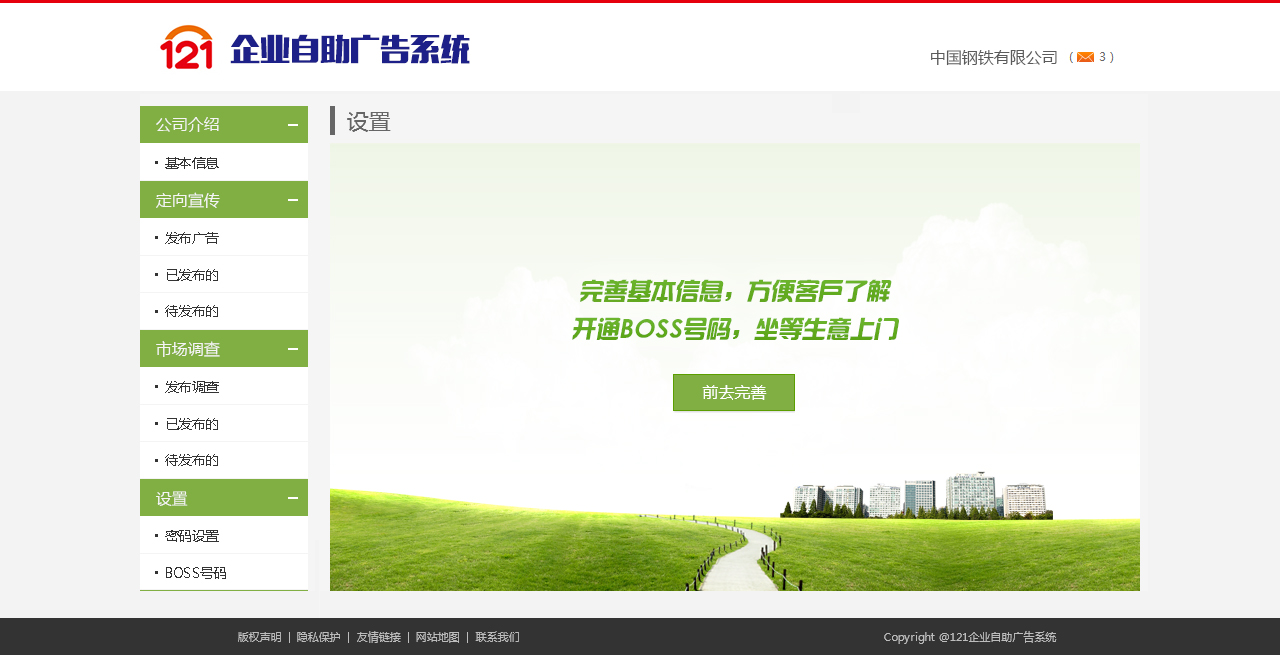 121 企业自助广告系统
中国钢铁有限公司 ( 3 )
公司介绍
基本信息
定向宣传
发布广告
已发布的
待发布的
市场调查
发布调查
已发布的
待发布的
设置
密码设置
BOSS号码
设置
完善基本信息，方便客戶了解
开通BOSS号码，坐等生意上门
前去完善
版权声明 | 隐私保护 | 友情链接 | 网站地图 | 联系我们
Copyright @121企业自助广告系统